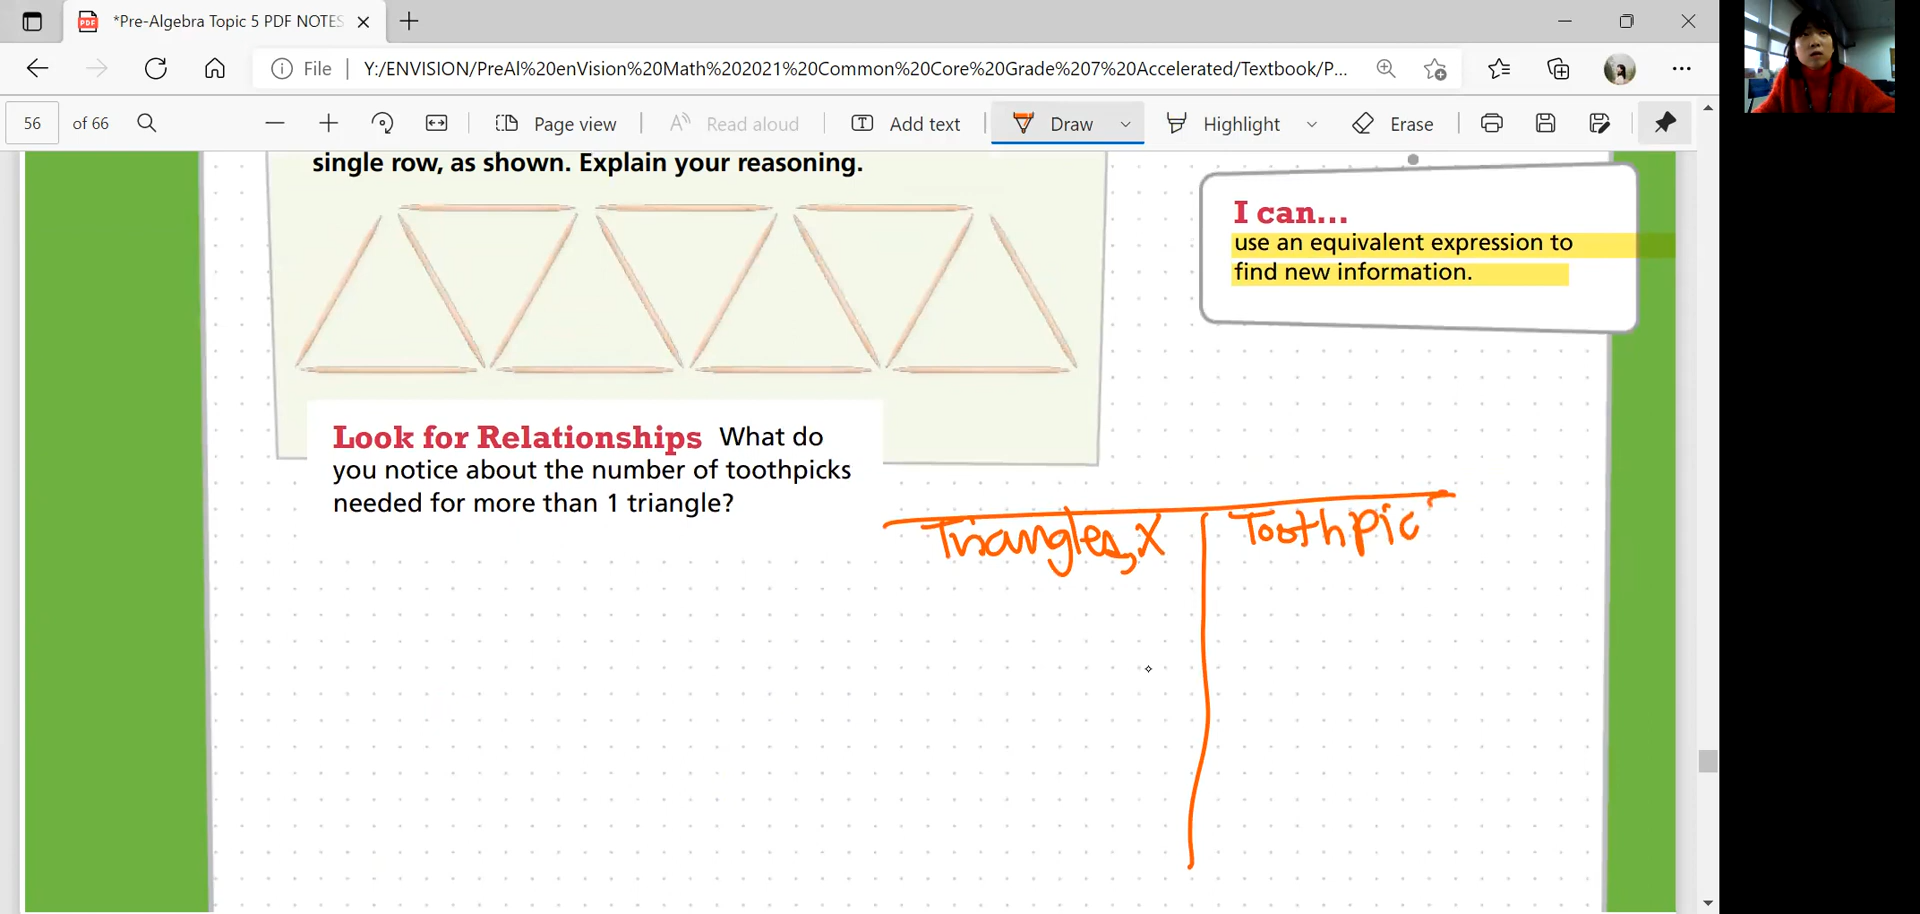 *Pre-Algebra Topic 5 PDF NOTES
File
Y:/ENVISION/PreAl%20enVision%20Math%202021%20Common%20Core%20Grade%207%20Accelerated/Textbook/P...
56 of 66
Page view
Read aloud
Add text
Draw
Highlight
Erase
single row, as shown. Explain your reasoning.
I can...
use an equivalent expression to
find new information.
Look for Relationships What do
you notice about the number of toothpicks
needed for more than 1 triangle?
Triangles, X
Toothpic